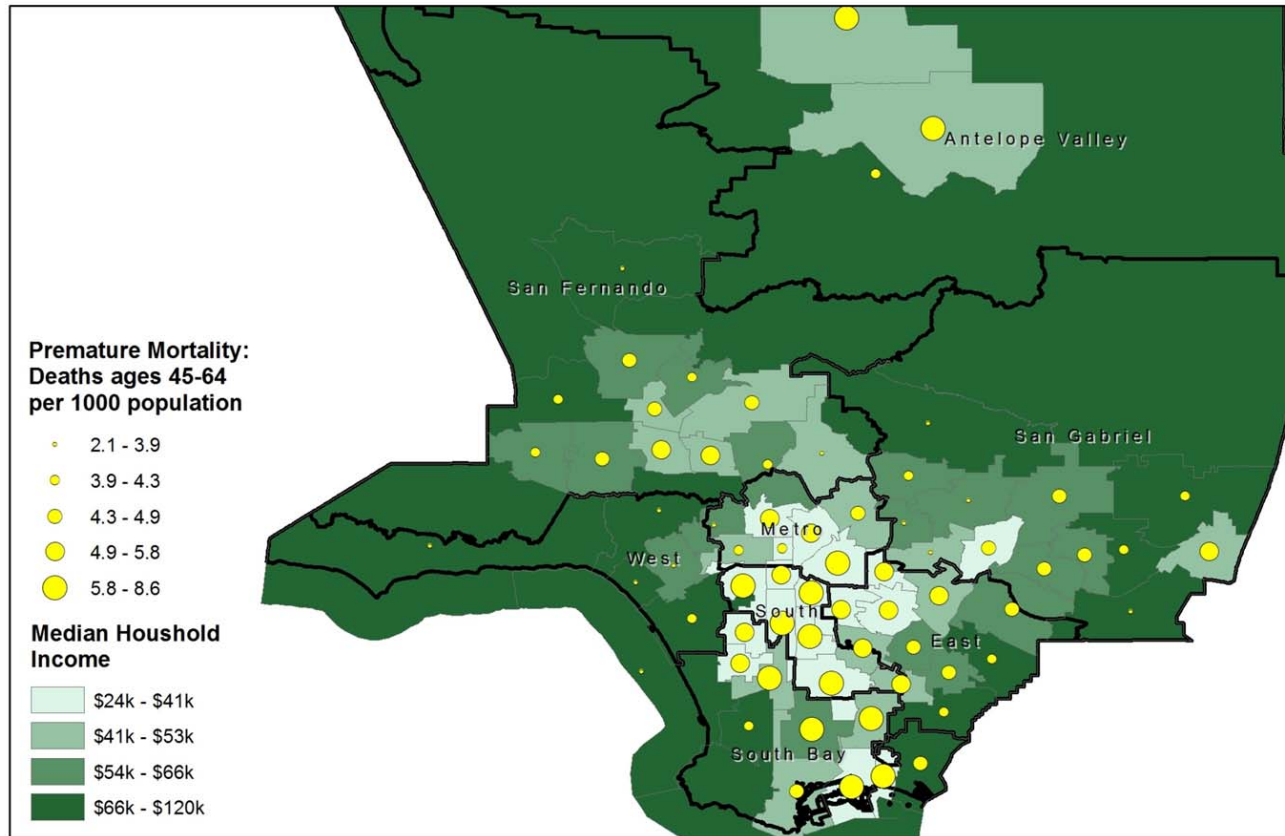 Antelope Valley
San Fernando
San Gabriel
Premature Mortality:
Deaths ages 45-64
per 1000 population
2.1 - 3.9
3.9 - 4.3
4.3 - 4.9
4.9 - 5.8
5.8 - 8.6
Metro
West
South
East
South Bay
Median Houshold
Income
$24k - $41k
$41k - $53k
$54k - $66k
$66k - $120k